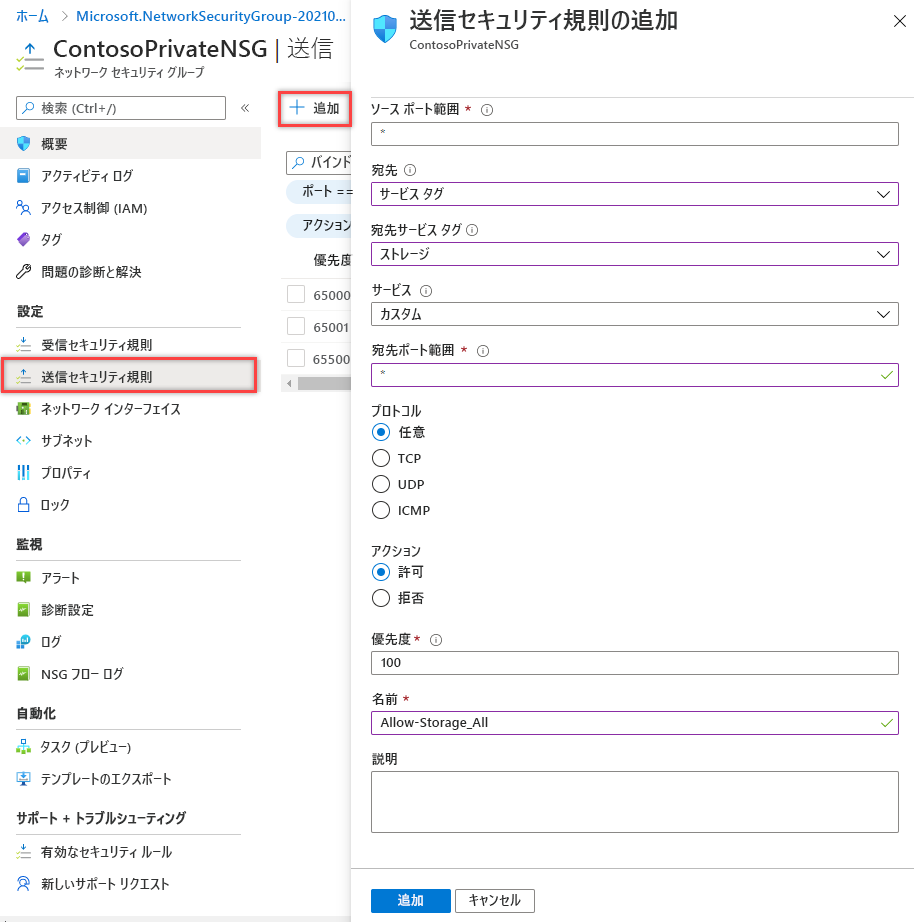 ホーム > Microsoft.NetworkSecurityGroup-20210...
ContosoPrivateNSG | 送信
ネットワーク セキュリティ グループ
検索 (Ctrl+/)
«
概要
アクティビティ ログ
アクセス制御 (IAM)
タグ
問題の診断と解決
設定
受信セキュリティ規則
送信セキュリティ規則
ネットワーク インターフェイス
サブネット
プロパティ
ロック
監視
アラート
診断設定
ログ
NSG フロー ログ
自動化
タスク (プレビュー)
テンプレートのエクスポート
サポート + トラブルシューティング
有効なセキュリティ ルール
新しいサポート リクエスト
追加
バインド
ポート ==
アクション
優先度
65000
65001
65500
送信セキュリティ規則の追加
ContosoPrivateNSG
ソース ポート範囲 *
*
宛先
サービス タグ
宛先サービス タグ
ストレージ
サービス
カスタム
宛先ポート範囲 *
*
プロトコル
任意
TCP
UDP
ICMP
アクション
許可
拒否
優先度 *
100
名前 *
Allow-Storage_All
説明
追加
キャンセル